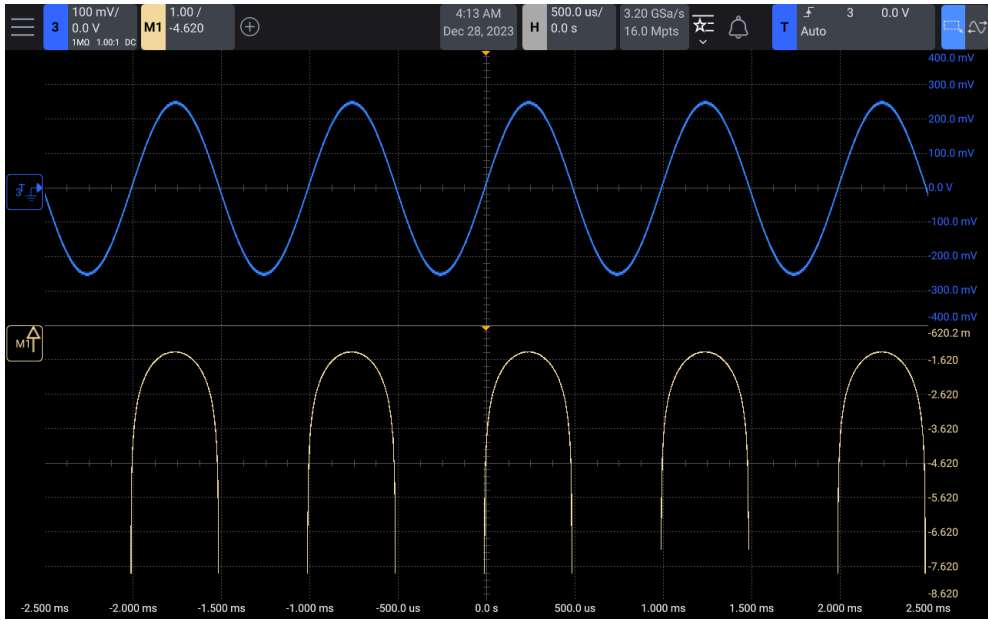 3 100 mV/ 0.0 V 1MΩ 1.00:1 DC
M1 1.00 / -4.620
4:13 AM
Dec 28, 2023
H 500.0 us/ 0.0 s
3.20 GSa/s
16.0 Mpts
T 3 0.0 V
Auto
400.0 mV
300.0 mV
200.0 mV
100.0 mV
0.0 V
-100.0 mV
-200.0 mV
-300.0 mV
-400.0 mV
M1
-620.2 m
-1.620
-2.620
-3.620
-4.620
-5.620
-6.620
-7.620
-8.620
-2.500 ms -2.000 ms -1.500 ms -1.000 ms -500.0 us 0.0 s 500.0 us 1.000 ms 1.500 ms 2.000 ms 2.500 ms